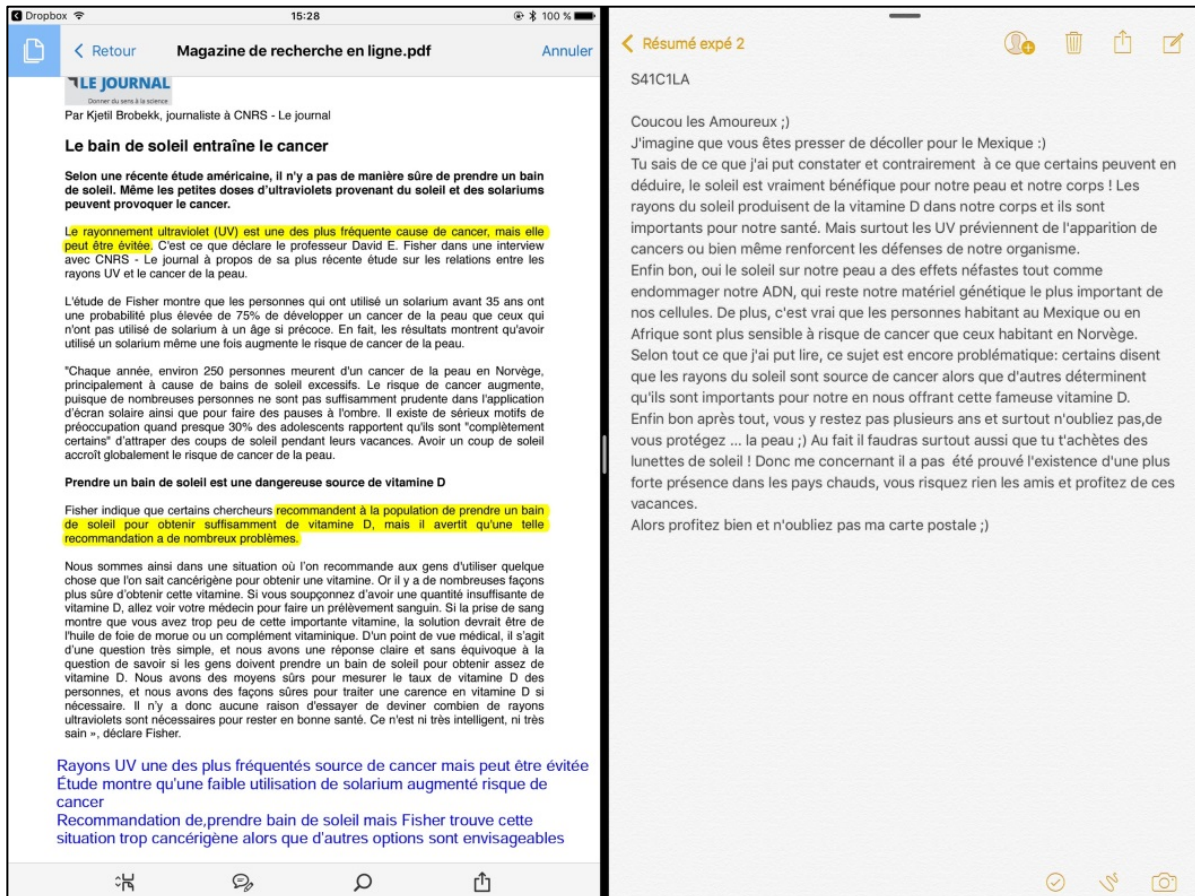 Dropbox 15:28 100 %
Retour Magazine de recherche en ligne.pdf Annuler
LE JOURNAL
Donner du sens à la science
Par Kjetil Brobekk, journaliste à CNRS - Le journal
Le bain de soleil entraîne le cancer
Selon une récente étude américaine, il n'y a pas de manière sûre de prendre un bain
de soleil. Même les petites doses d'ultraviolets provenant du soleil et des solariums
peuvent provoquer le cancer.
Le rayonnement ultraviolet (UV) est une des plus fréquente cause de cancer, mais elle
peut être évitée. C'est ce que déclare le professeur David E. Fisher dans une interview
avec CNRS - Le journal à propos de sa plus récente étude sur les relations entre les
rayons UV et le cancer de la peau.
L'étude de Fisher montre que les personnes qui ont utilisé un solarium avant 35 ans ont
une probabilité plus élevée de 75% de développer un cancer de la peau que ceux qui
n'ont pas utilisé de solarium à un âge si précoce. En fait, les résultats montrent qu'avoir
utilisé un solarium même une fois augmente le risque de cancer de la peau.
"Chaque année, environ 250 personnes meurent d'un cancer de la peau en Norvège,
principalement à cause de bains de soleil excessifs. Le risque de cancer augmente,
puisque de nombreuses personnes ne sont pas suffisamment prudente dans l'application
d'écran solaire ainsi que pour faire des pauses à l'ombre. Il existe de sérieux motifs de
préoccupation quand presque 30% des adolescents rapportent qu'ils sont "complètement
certains" d'attraper des coups de soleil pendant leurs vacances. Avoir un coup de soleil
accroît globalement le risque de cancer de la peau.
Prendre un bain de soleil est une dangereuse source de vitamine D
Fisher indique que certains chercheurs recommandent à la population de prendre un bain
de soleil pour obtenir suffisamment de vitamine D, mais il avertit qu'une telle
recommandation a de nombreux problèmes.
Nous sommes ainsi dans une situation où l'on recommande aux gens d'utiliser quelque
chose que l'on sait cancérigène pour obtenir une vitamine. Or il y a de nombreuses façons
plus sûre d'obtenir cette vitamine. Si vous soupçonnez d'avoir une quantité insuffisante de
vitamine D, allez voir votre médecin pour faire un prélèvement sanguin. Si la prise de sang
montre que vous avez trop peu de cette importante vitamine, la solution devrait être de
l'huile de foie de morue ou un complément vitaminique. D'un point de vue médical, il s'agit
d'une question très simple, et nous avons une réponse claire et sans équivoque à la
question de savoir si les gens doivent prendre un bain de soleil pour obtenir assez de
vitamine D. Nous avons des moyens sûrs pour mesurer le taux de vitamine D des
personnes, et nous avons des façons sûres pour traiter une carence en vitamine D si
nécessaire. Il n'y a donc aucune raison d'essayer de deviner combien de rayons
ultraviolets sont nécessaires pour rester en bonne santé. Ce n'est ni très intelligent, ni très
sain », déclare Fisher.
Rayons UV une des plus fréquentés source de cancer mais peut être évitée
Étude montre qu'une faible utilisation de solarium augmenté risque de
cancer
Recommandation de,prendre bain de soleil mais Fisher trouve cette
situation trop cancérigène alors que d'autres options sont envisageables
Résumé expé 2
S41C1LA
Coucou les Amoureux ;)
J'imagine que vous êtes presser de décoller pour le Mexique :)
Tu sais de ce que j'ai put constater et contrairement à ce que certains peuvent en
déduire, le soleil est vraiment bénéfique pour notre peau et notre corps ! Les
rayons du soleil produisent de la vitamine D dans notre corps et ils sont
importants pour notre santé. Mais surtout les UV préviennent de l'apparition de
cancers ou bien même renforcent les défenses de notre organisme.
Enfin bon, oui le soleil sur notre peau a des effets néfastes tout comme
endommager notre ADN, qui reste notre matériel génétique le plus important de
nos cellules. De plus, c'est vrai que les personnes habitant au Mexique ou en
Afrique sont plus sensible à risque de cancer que ceux habitant en Norvège.
Selon tout ce que j'ai put lire, ce sujet est encore problématique: certains disent
que les rayons du soleil sont source de cancer alors que d'autres déterminent
qu'ils sont importants pour notre en nous offrant cette fameuse vitamine D.
Enfin bon après tout, vous y restez pas plusieurs ans et surtout n'oubliez pas,de
vous protégez ... la peau ;) Au fait il faudras surtout aussi que tu t'achètes des
lunettes de soleil ! Donc me concernant il a pas été prouvé l'existence d'une plus
forte présence dans les pays chauds, vous risquez rien les amis et profitez de ces
vacances.
Alors profitez bien et n'oubliez pas ma carte postale ;)